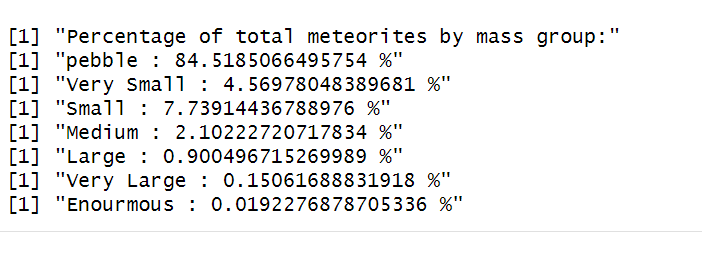 [1] "Percentage of total meteorites by mass group:"
[1] "pebble : 84.5185066495754 %"
[1] "Very Small : 4.56978048389681 %"
[1] "Small : 7.73914436788976 %"
[1] "Medium : 2.10222720717834 %"
[1] "Large : 0.900496715269989 %"
[1] "Very Large : 0.15061688831918 %"
[1] "Enourmous : 0.0192276878705336 %"